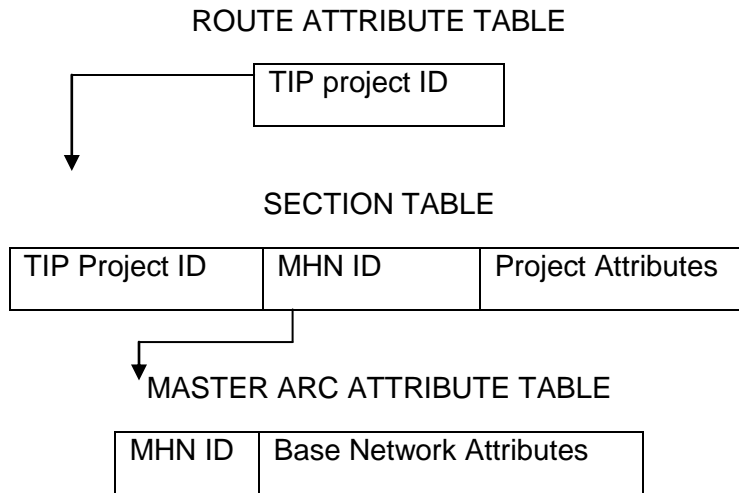 ROUTE ATTRIBUTE TABLE
TIP project ID
SECTION TABLE
TIP Project ID MHN ID Project Attributes
MASTER ARC ATTRIBUTE TABLE
MHN ID Base Network Attributes